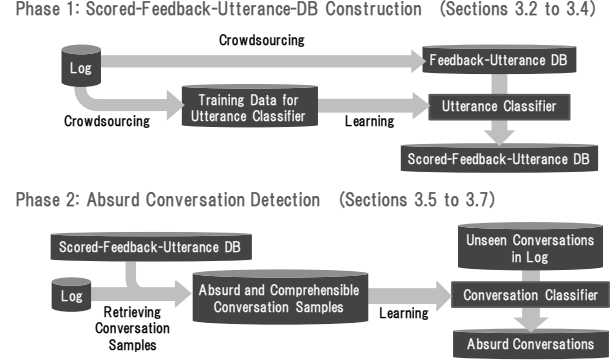 Phase 1: Scored-Feedback-Utterance-DB Construction (Sections 3.2 to 3.4)
Crowdsourcing
Log
Feedback-Utterance DB
Crowdsourcing
Training Data for
Utterance Classifier
Learning
Utterance Classifier
Scored-Feedback-Utterance DB
Phase 2: Absurd Conversation Detection (Sections 3.5 to 3.7)
Scored-Feedback-Utterance DB
Log
Retrieving
Conversation
Samples
Absurd and Comprehensible
Conversation Samples
Learning
Unseen Conversations
in Log
Conversation Classifier
Absurd Conversations